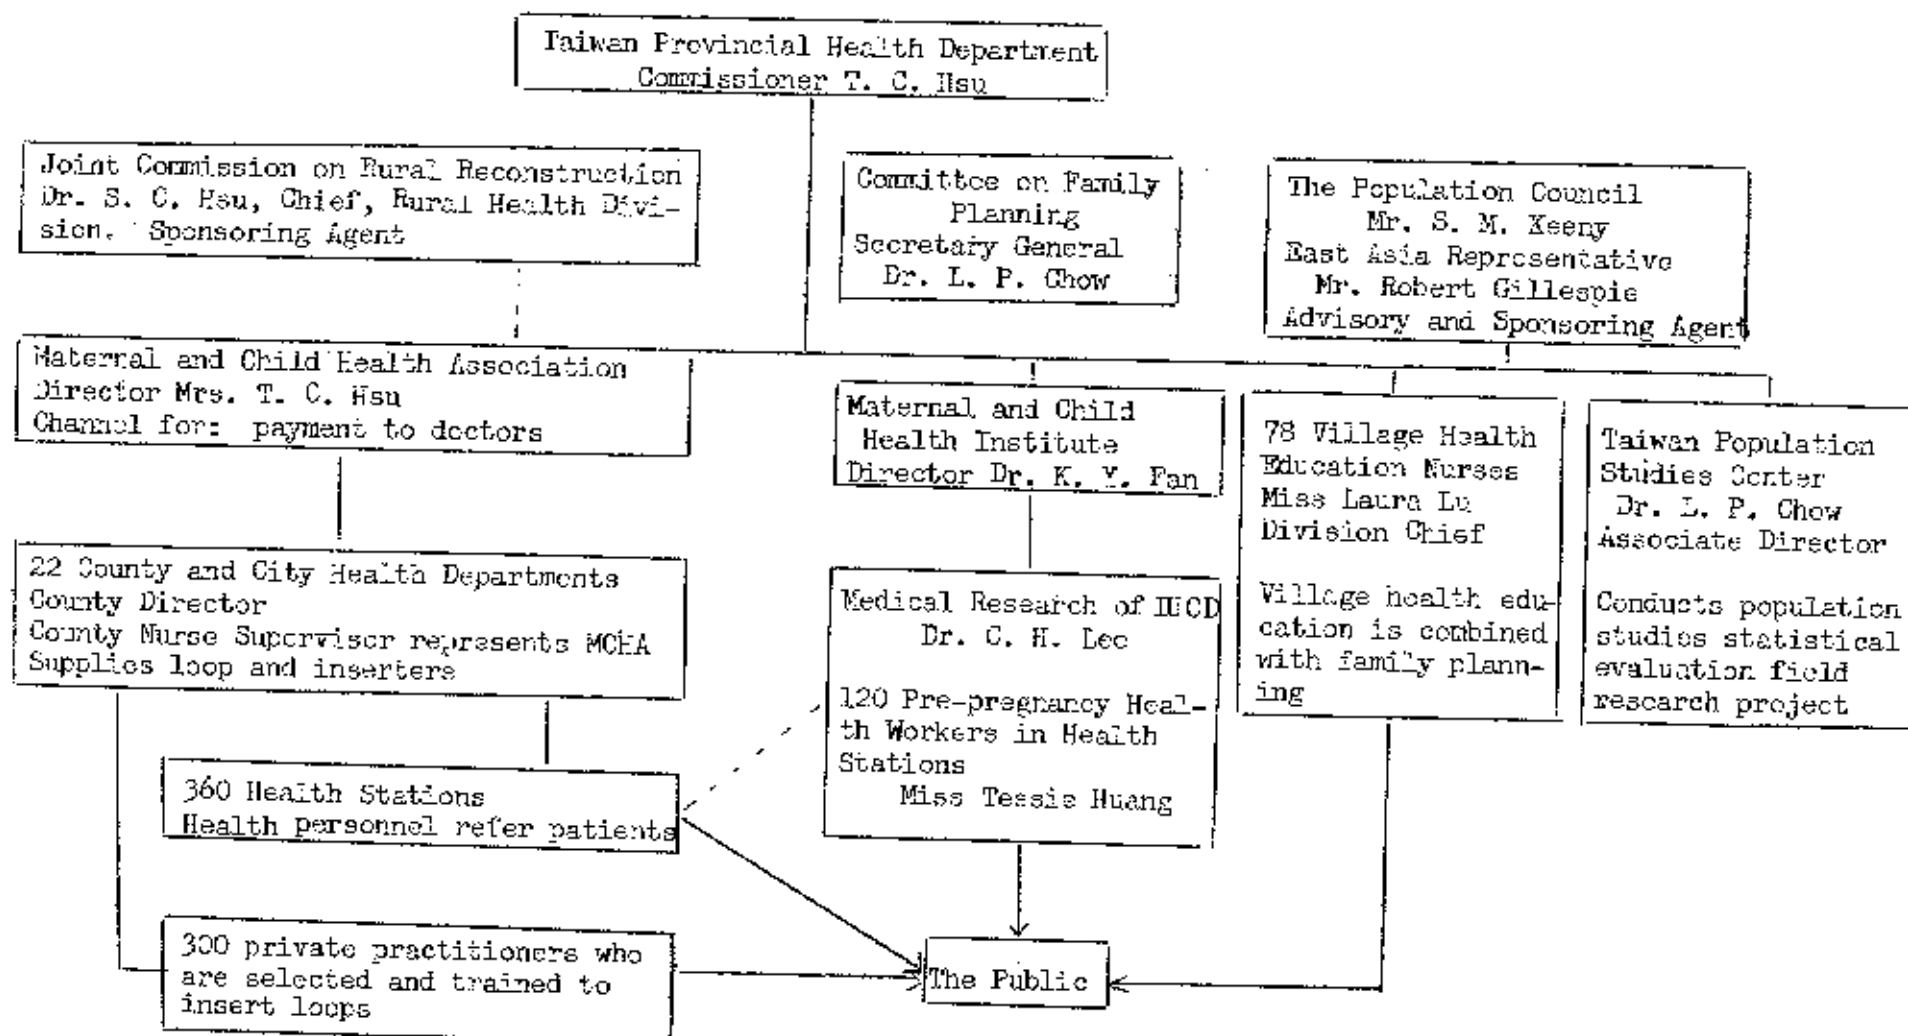 Taiwan Provincial Health Department
Commissioner T. C. Hsu
Joint Commission on Rural Reconstruction
Dr. S. C. Hsu, Chief, Rural Health Divi-
sion. Sponsoring Agent
Committee on Family
Planning
Secretary General
Dr. L. P. Chow
The Population Council
Mr. S. M. Keeny
East Asia Representative
Mr. Robert Gillespie
Advisory and Sponsoring Agent
Maternal and Child Health Association
Director Mrs. T. C. Hsu
Channel for: payment to doctors
Maternal and Child
Health Institute
Director Dr. K. Y. Fan
78 Village Health
Education Nurses
Miss Laura Lu
Division Chief
Village health edu-
cation is combined
with family plann-
ing
Taiwan Population
Studies Center
Dr. L. P. Chow
Associate Director
Conducts population
studies statistical
evaluation field
research project
22 County and City Health Departments
County Director
County Nurse Supervisor represents MCHA
Supplies loop and inserters
Medical Research of IUCD
Dr. C. H. Lee
120 Pre-pregnancy Heal-
th Workers in Health
Stations
Miss Tessie Huang
360 Health Stations
Health personnel refer patients
300 private practitioners who
are selected and trained to
insert loops
The Public